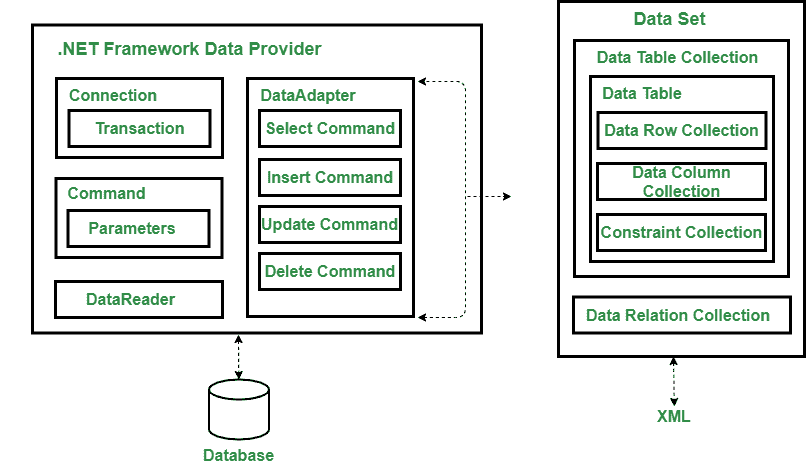 .NET Framework Data Provider
Connection
Transaction
Command
Parameters
DataReader
DataAdapter
Select Command
Insert Command
Update Command
Delete Command
Database
Data Set
Data Table Collection
Data Table
Data Row Collection
Data Column
Collection
Constraint Collection
Data Relation Collection
XML